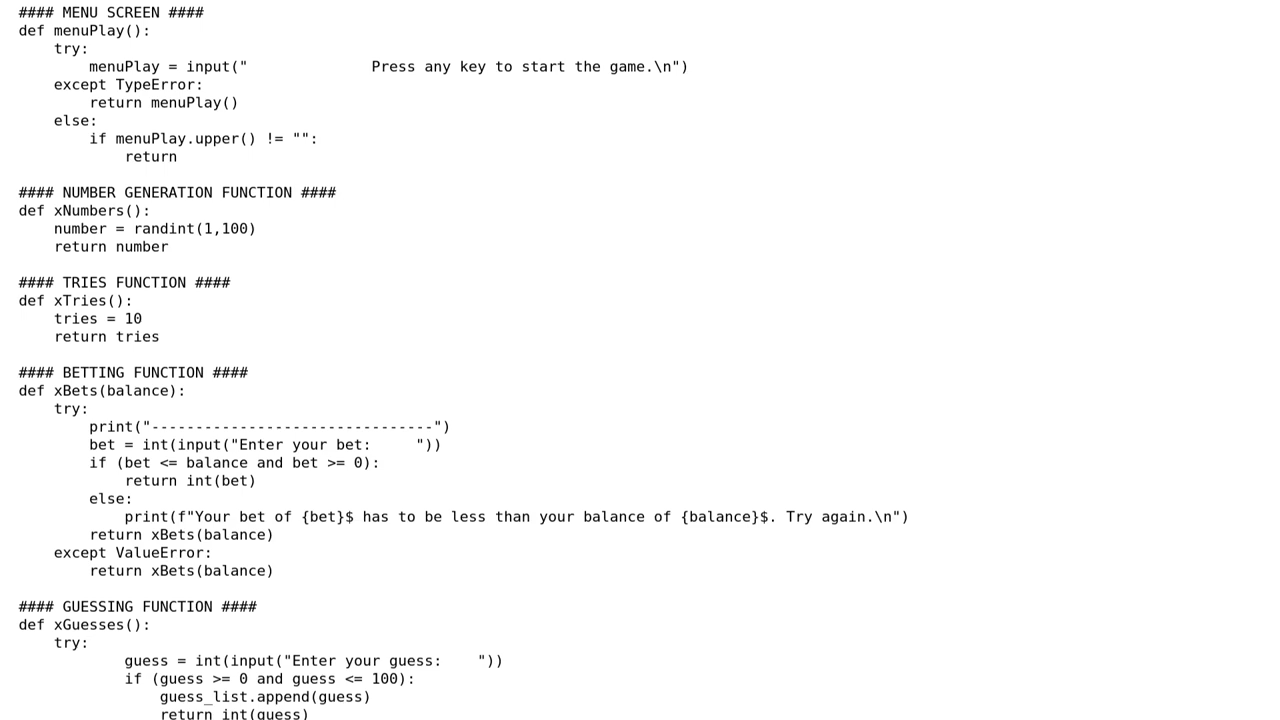 #### MENU SCREEN ####
def menuPlay():
    try:
        menuPlay = input("              Press any key to start the game.\n")
    except TypeError:
        return menuPlay()
    else:
        if menuPlay.upper() != "":
            return

#### NUMBER GENERATION FUNCTION ####
def xNumbers():
    number = randint(1,100)
    return number

#### TRIES FUNCTION ####
def xTries():
    tries = 10
    return tries

#### BETTING FUNCTION ####
def xBets(balance):
    try:
        print("--------------------------------")
        bet = int(input("Enter your bet:     "))
        if (bet <= balance and bet >= 0):
            return int(bet)
        else:
            print(f"Your bet of {bet}$ has to be less than your balance of {balance}$. Try again.\n")
        return xBets(balance)
    except ValueError:
        return xBets(balance)

#### GUESSING FUNCTION ####
def xGuesses():
    try:
            guess = int(input("Enter your guess:    "))
            if (guess >= 0 and guess <= 100):
                guess_list.append(guess)
                return int(guess)